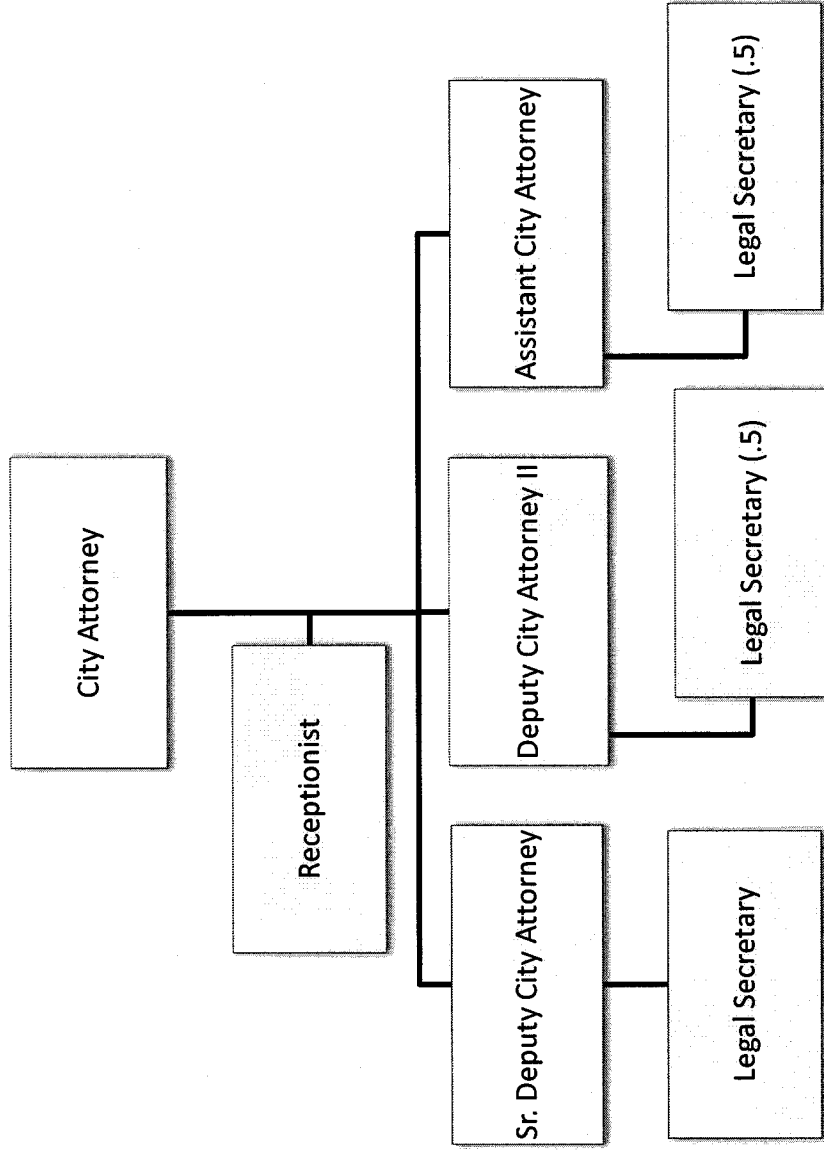 City Attorney
Receptionist
Sr. Deputy City Attorney
Deputy City Attorney II
Assistant City Attorney
Legal Secretary
Legal Secretary (.5)
Legal Secretary (.5)